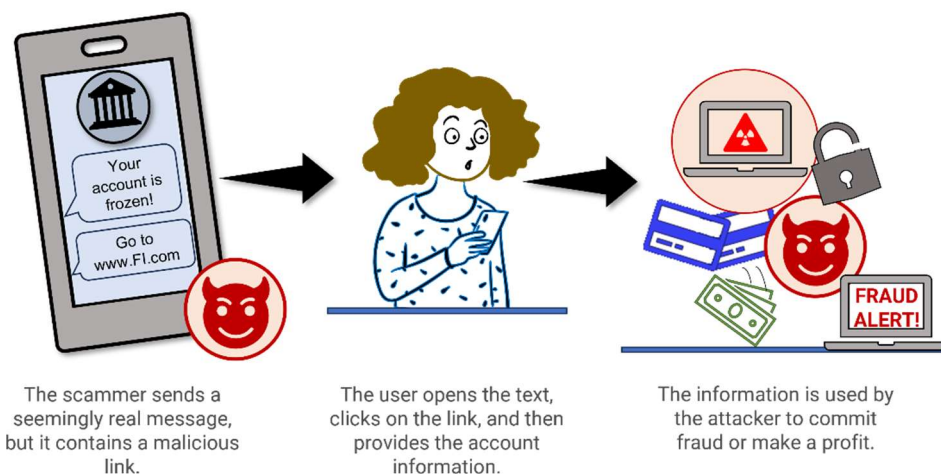 Your
account is
frozen!
Go to
www.FI.com
FRAUD
ALERT!
The scammer sends a
seemingly real message,
but it contains a malicious
link.
The user opens the text,
clicks on the link, and then
provides the account
information.
The information is used by
the attacker to commit
fraud or make a profit.